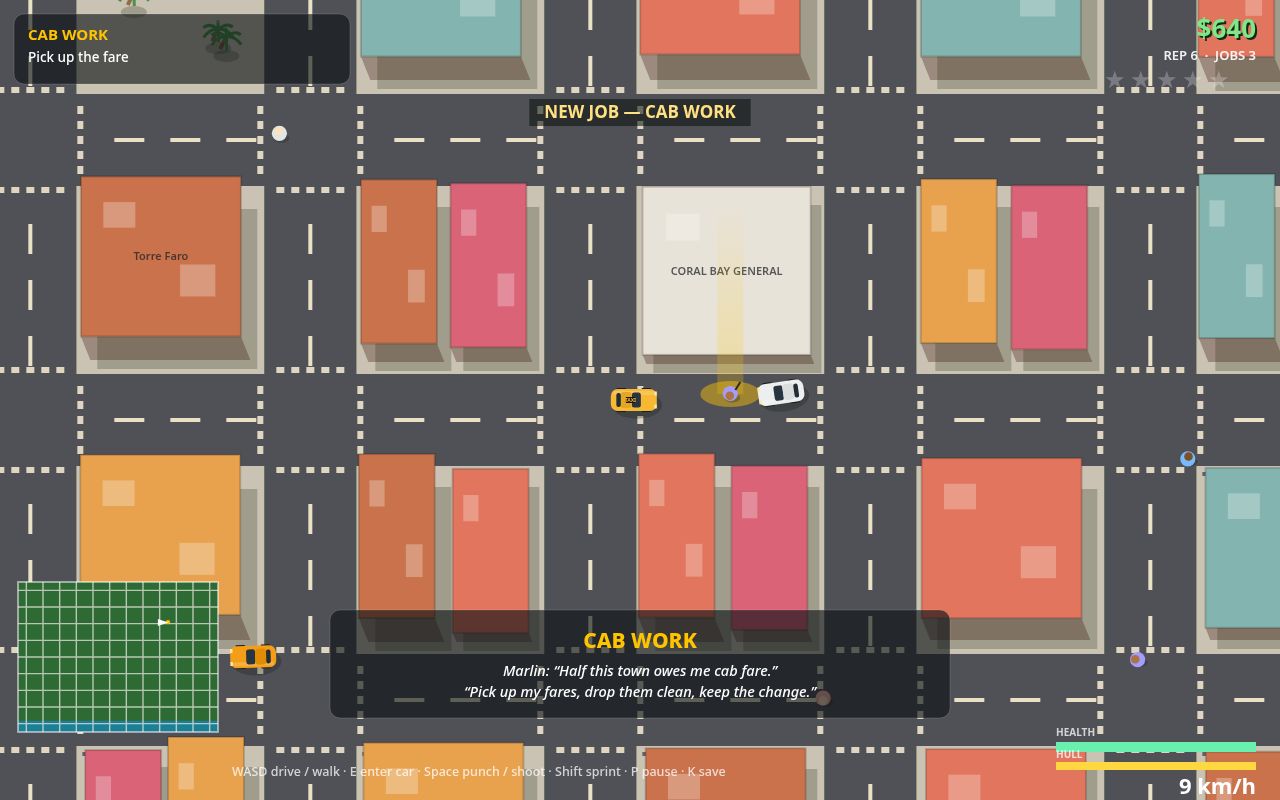 CAB WORK
Pick up the fare
$640
REP 6 · JOBS 3
NEW JOB — CAB WORK
Torre Faro
CORAL BAY GENERAL
TAXI
CAB WORK
Marlin: “Half this town owes me cab fare.”
“Pick up my fares, drop them clean, keep the change.”
WASD drive / walk · E enter car · Space punch / shoot · Shift sprint · P pause · K save
HEALTH
HULL
9 km/h